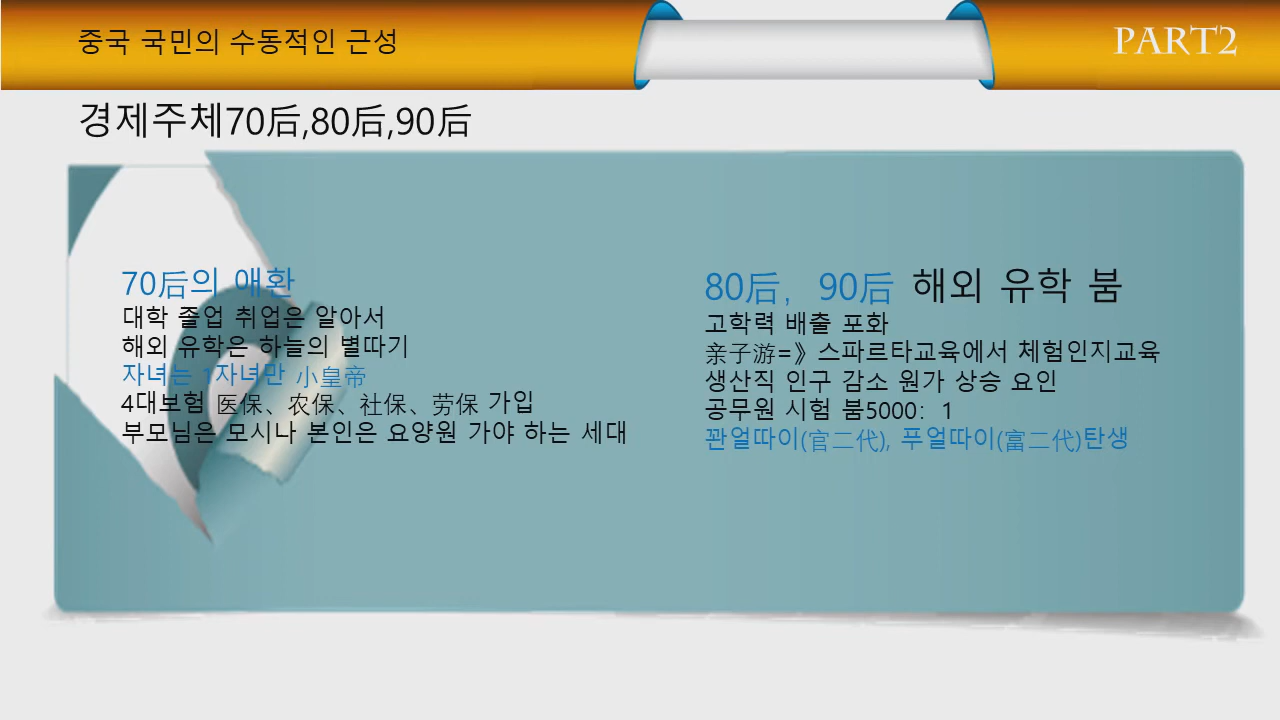 중국 국민의 수동적인 근성
PART2
경제주체70后,80后,90后
70后의 애환
대학 졸업 취업은 알아서
해외 유학은 하늘의 별따기
자녀는 1자녀만 小皇帝
4대보험 医保、农保、社保、劳保 가입
부모님은 모시나 본인은 요양원 가야 하는 세대
80后，90后 해외 유학 붐
고학력 배출 포화
亲子游=》스파르타교육에서 체험인지교육
생산직 인구 감소 원가 상승 요인
공무원 시험 붐5000：1
꽌얼따이(官二代), 푸얼따이(富二代)탄생